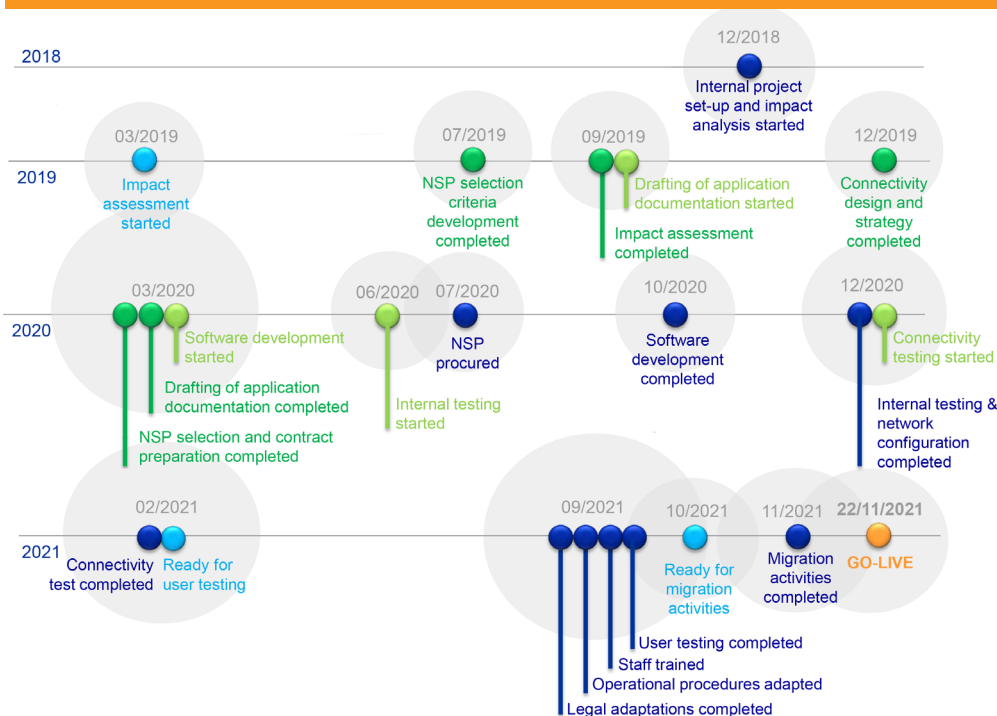 2018
12/2018
Internal project
set-up and impact
analysis started
2019
03/2019
Impact
assessment
started
07/2019
NSP selection
criteria
development
completed
09/2019
Drafting of application
documentation started
Impact assessment
completed
12/2019
Connectivity
design and
strategy
completed
2020
03/2020
Software development
started
Drafting of application
documentation completed
NSP selection and contract
preparation completed
06/2020
Internal testing
started
07/2020
NSP
procured
10/2020
Software
development
completed
12/2020
Connectivity
testing started
Internal testing &
network
configuration
completed
2021
02/2021
Connectivity
test completed
Ready for
user testing
09/2021
User testing completed
Staff trained
Operational procedures adapted
Legal adaptations completed
10/2021
Ready for
migration
activities
11/2021
Migration
activities
completed
22/11/2021
GO-LIVE